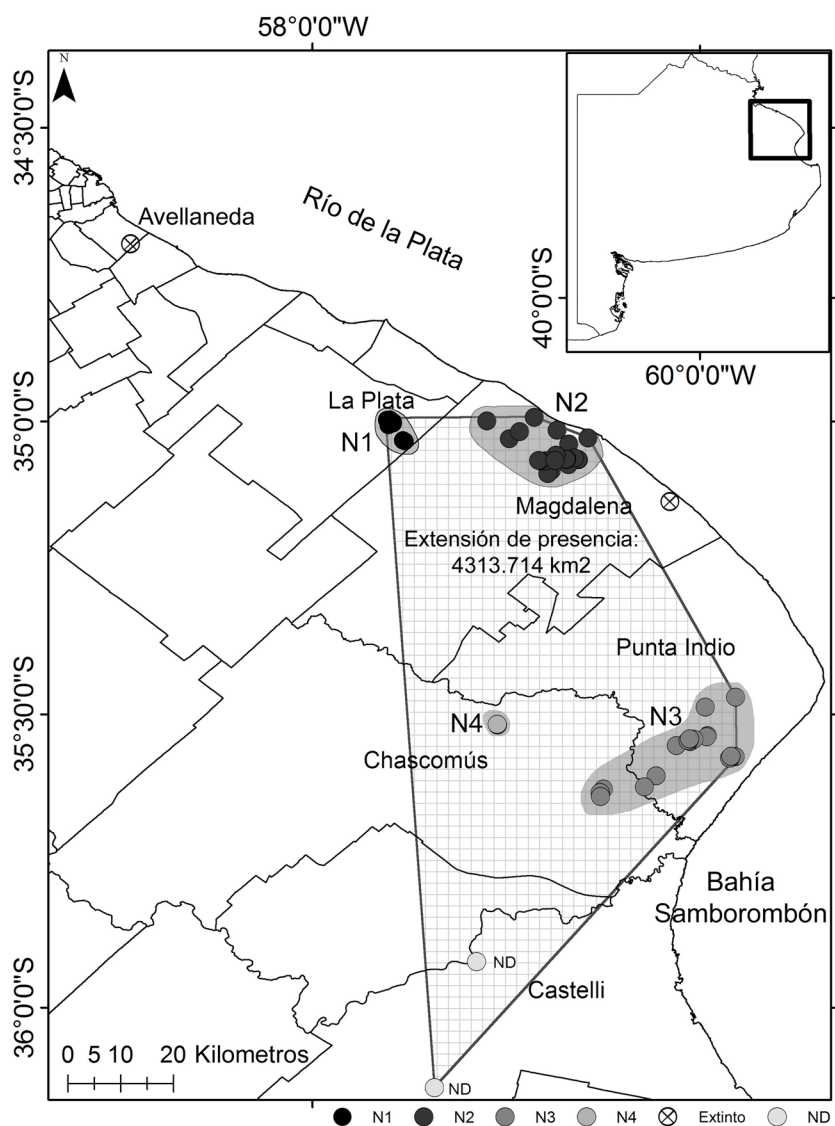 58°0'0"W
N
34°30'0"S
Avellaneda
Río de la Plata
40°0'0"S
60°0'0"W
35°0'0"S
La Plata
N1
N2
Magdalena
Extensión de presencia:
4313.714 km2
Punta Indio
35°30'0"S
N4
N3
Chascomús
Bahía
Samborombón
ND
Castelli
36°0'0"S
0 5 10 20 Kilometros
ND
N1 N2 N3 N4 Extinto ND